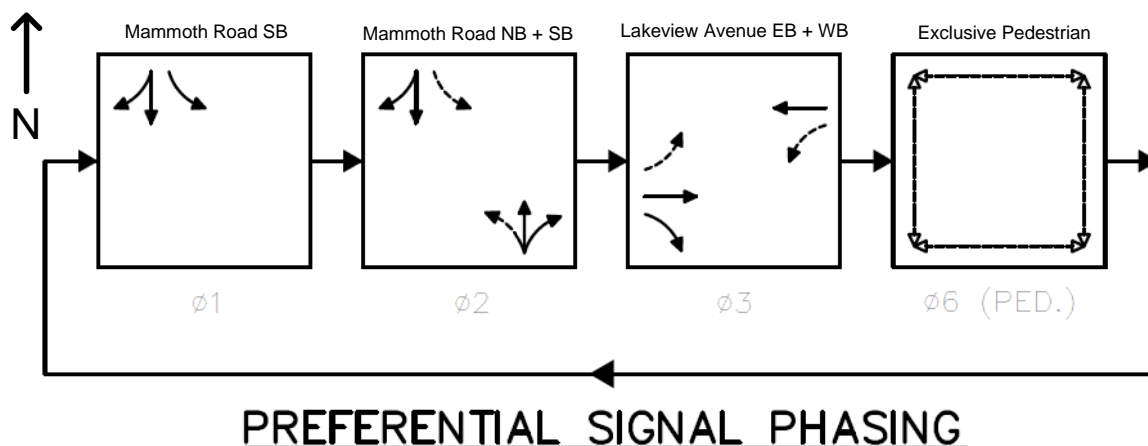 Mammoth Road SB
Mammoth Road NB + SB
Lakeview Avenue EB + WB
Exclusive Pedestrian
N
ø1
ø2
ø3
ø6 (PED.)
PREFERENTIAL SIGNAL PHASING